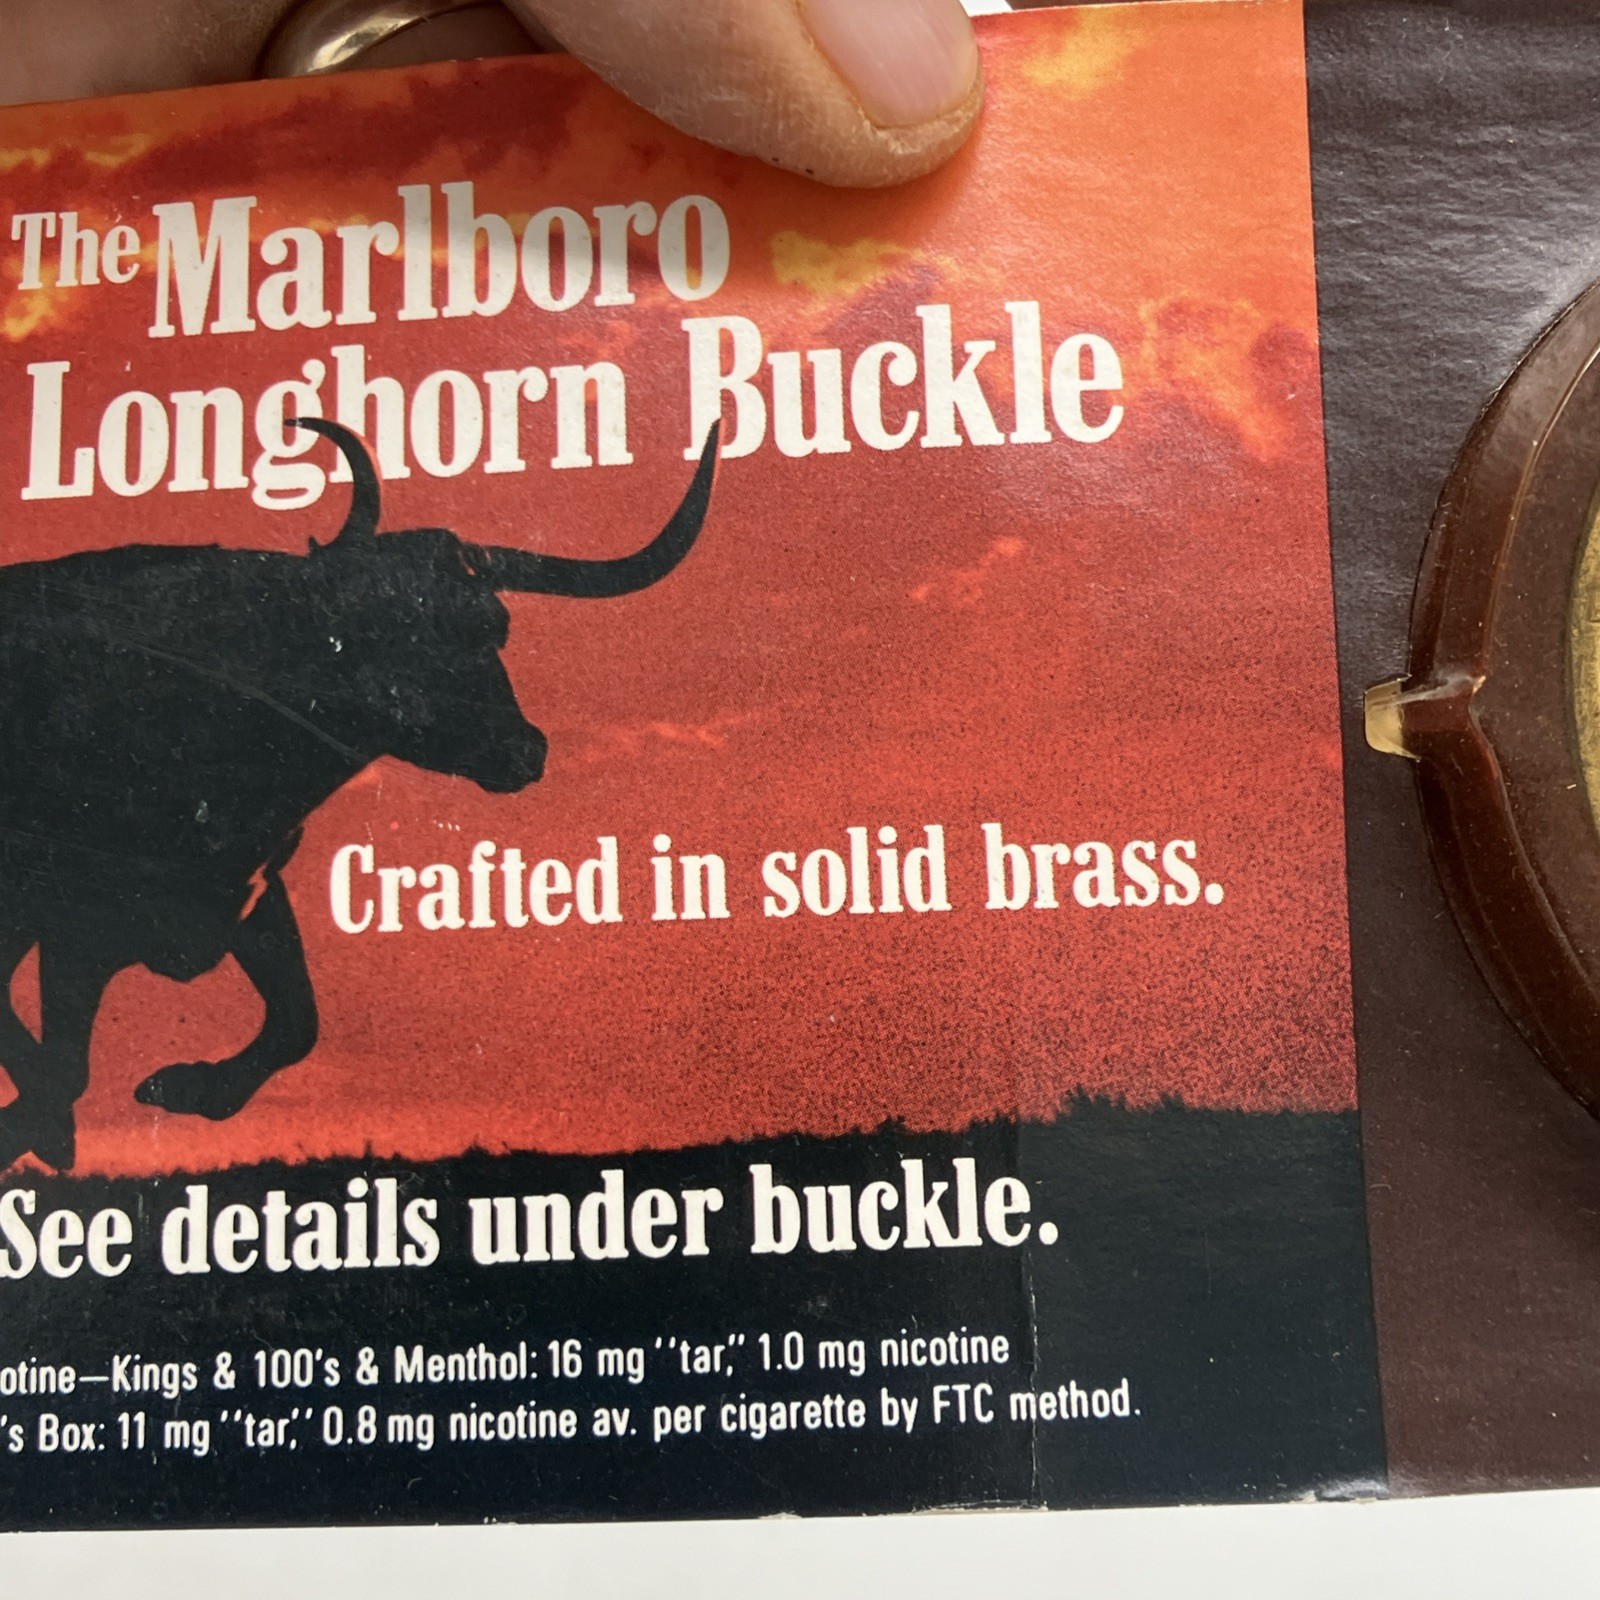 The Marlboro
Longhorn Buckle
Crafted in solid brass.
See details under buckle.
otine—Kings & 100's & Menthol: 16 mg "tar," 1.0 mg nicotine
's Box: 11 mg "tar," 0.8 mg nicotine av. per cigarette by FTC method.